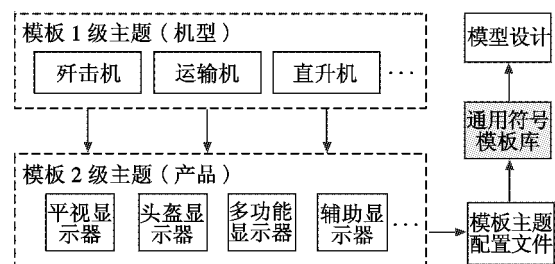 模板1级主题(机型)
歼击机
运输机
直升机
···
模板2级主题(产品)
平视显
示器
头盔显
示器
多功能
显示器
辅助显
示器
···
模型设计
通用符号
模板库
模板主题
配置文件